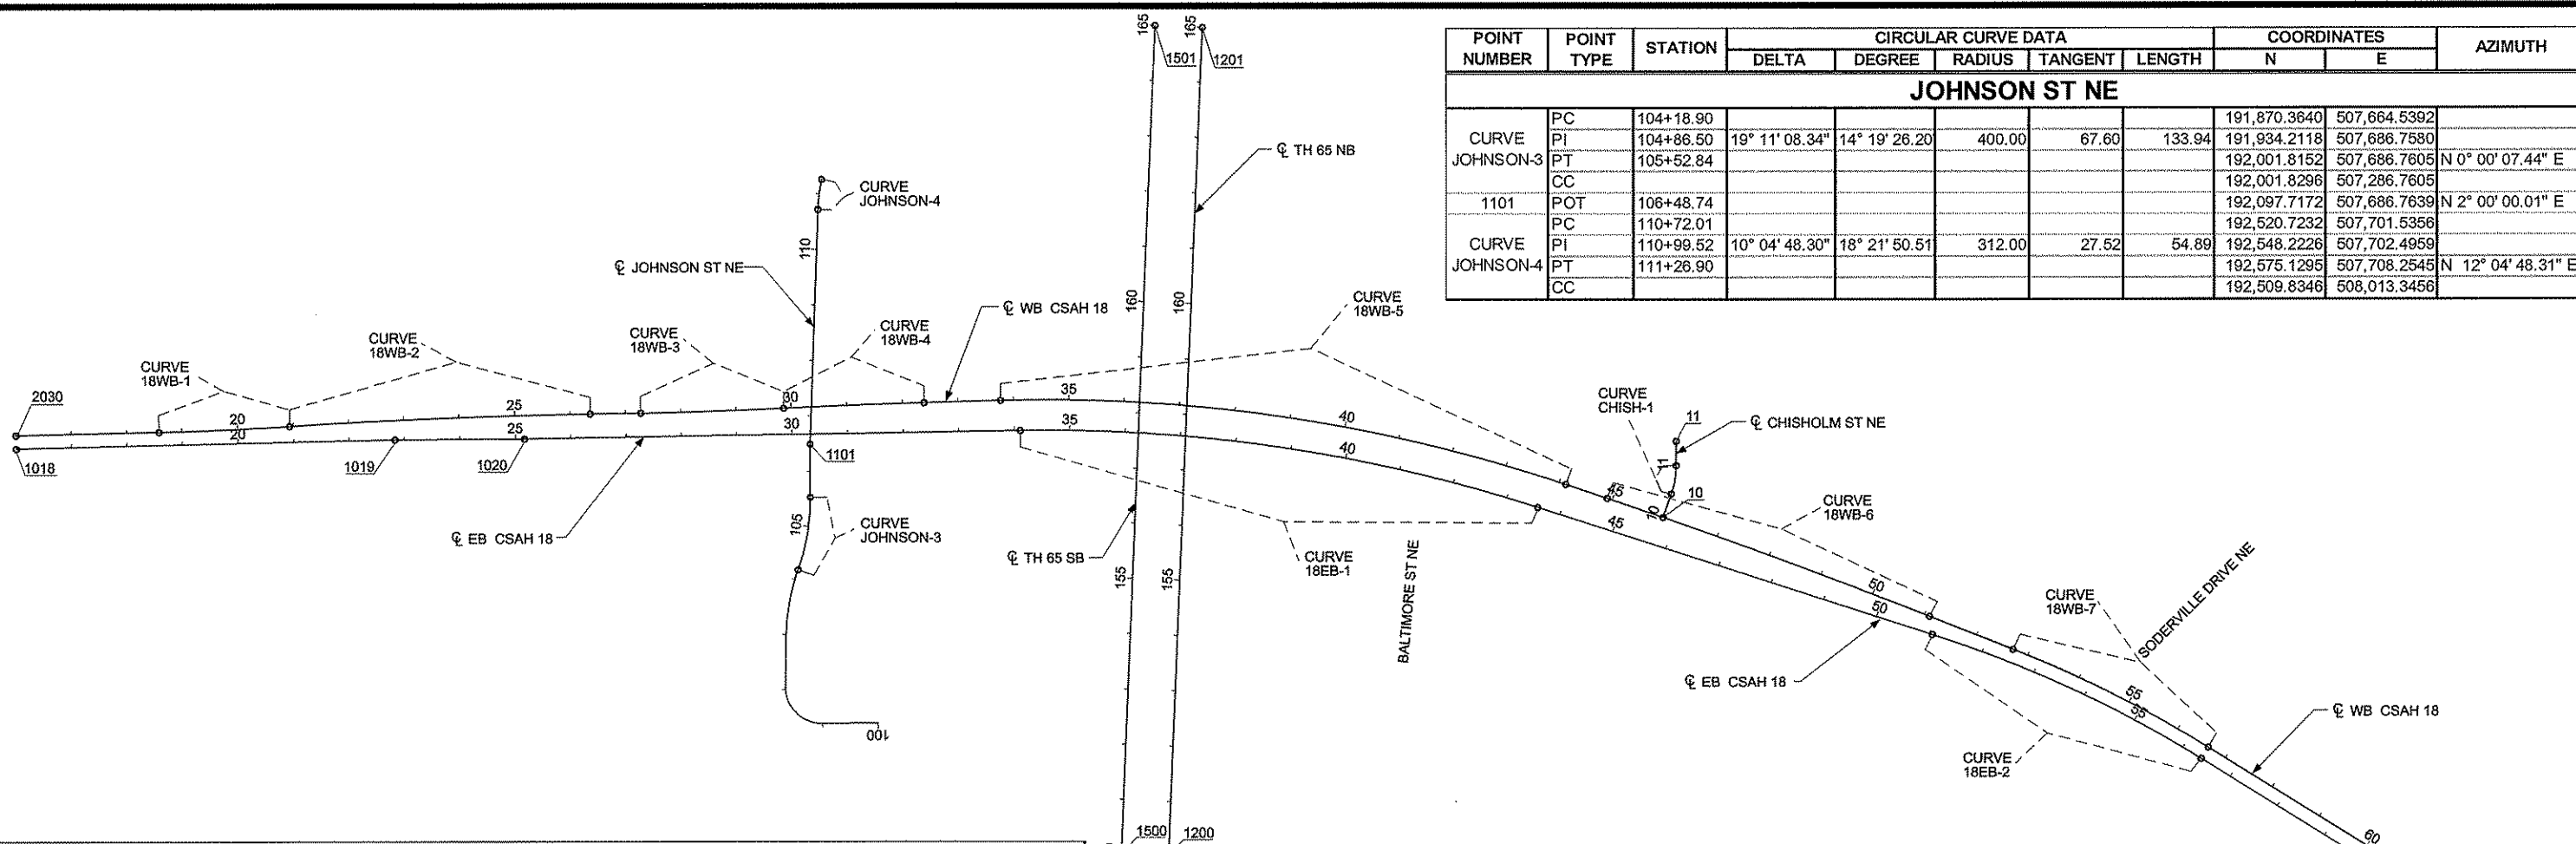 POINT NUMBER | POINT TYPE | STATION | CIRCULAR CURVE DATA | COORDINATES | AZIMUTH
DELTA | DEGREE | RADIUS | TANGENT | LENGTH | N | E
JOHNSON ST NE
CURVE JOHNSON-3
PC 104+18.90 191,870.3640 507,664.5392
PI 104+86.50 19° 11' 08.34" 14° 19' 26.20 400.00 67.60 133.94 191,934.2118 507,686.7580
PT 105+52.84 192,001.8152 507,686.7605 N 0° 00' 07.44" E
CC 192,001.8296 507,286.7605
1101 POT 106+48.74 192,097.7172 507,686.7639 N 2° 00' 00.01" E
CURVE JOHNSON-4
PC 110+72.01 192,520.7232 507,701.5356
PI 110+99.52 10° 04' 48.30" 18° 21' 50.51 312.00 27.52 54.89 192,548.2226 507,702.4959
PT 111+26.90 192,575.1295 507,708.2545 N 12° 04' 48.31" E
CC 192,509.8346 508,013.3456
165
165
1501
1201
℄ TH 65 NB
CURVE
JOHNSON-4
110
℄ JOHNSON ST NE
160
160
℄ WB CSAH 18
CURVE
18WB-5
CURVE
18WB-1
CURVE
18WB-2
CURVE
18WB-3
CURVE
18WB-4
2030
20
25
30
35
40
1018
20
25
30
35
40
1019
1020
1101
CURVE
CHISH-1
11
11
℄ CHISHOLM ST NE
10
10
45
45
CURVE
18WB-6
℄ EB CSAH 18
105
CURVE
JOHNSON-3
℄ TH 65 SB
155
155
CURVE
18EB-1
BALTIMORE ST NE
50
50
CURVE
18WB-7
SODERVILLE DRIVE NE
℄ EB CSAH 18
55
55
℄ WB CSAH 18
CURVE
18EB-2
100
1500
1200
60